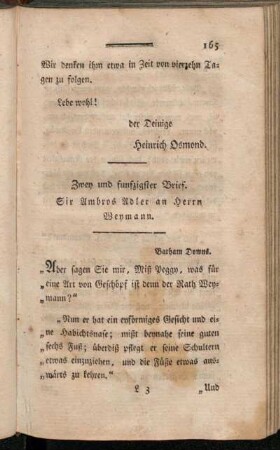 165
Wir denken ihm etwa in Zeit von vierzehn Ta-
gen zu folgen.
Lebe wohl!
der Deinige
Heinrich Osmond.
Zwey und funfzigster Brief.
Sir Ambros Adler an Herrn
Weymann.
Barham Downs.
„Aber sagen Sie mir, Miß Peggy, was für
„eine Art von Geschöpf ist denn der Rath Wey-
„mann?“
„Nun er hat ein eyförmiges Gesicht und ei-
„ne Habichtsnase; mißt beynahe seine guten
„sechs Fuß; überdiß pflegt er seine Schultern
„etwas einzuziehen, und die Füße etwas aus-
„wärts zu kehren.“
L 3
„Und